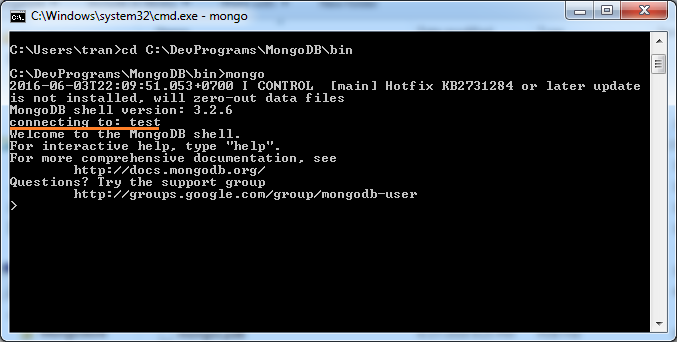 C:\Windows\system32\cmd.exe - mongo
C:\Users\tran>cd C:\DevPrograms\MongoDB\bin
C:\DevPrograms\MongoDB\bin>mongo
2016-06-03T22:09:51.053+0700 I CONTROL  [main] Hotfix KB2731284 or later update
is not installed, will zero-out data files
MongoDB shell version: 3.2.6
connecting to: test
Welcome to the MongoDB shell.
For interactive help, type "help".
For more comprehensive documentation, see
http://docs.mongodb.org/
Questions? Try the support group
http://groups.google.com/group/mongodb-user
>